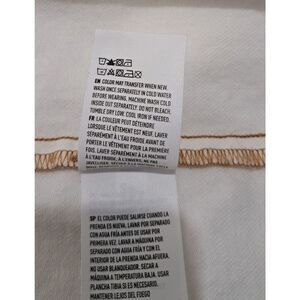 EN COLOR MAY TRANSFER WHEN NEW.
WASH ONCE SEPARATELY IN COLD WATER
BEFORE WEARING. MACHINE WASH COLD
INSIDE OUT SEPARATELY. DO NOT BLEACH.
TUMBLE DRY LOW. COOL IRON IF NEEDED.
FR LA COULEUR PEUT DÉTEINDRE
LORSQUE LE VÊTEMENT EST NEUF. LAVER
SÉPARÉMENT À L'EAU FROIDE AVANT DE
PORTER LE VÊTEMENT POUR LA PREMIÈRE
FOIS. LAVER SÉPARÉMENT À LA MACHINE
À L'EAU FROIDE, À L'ENVERS. NE PAS
SP EL COLOR PUEDE SALIRSE CUANDO LA
PRENDA ES NUEVA. LAVAR POR SEPARADO
CON AGUA FRÍA ANTES DE USAR POR
PRIMERA VEZ. LAVAR A MÁQUINA POR
SEPARADO CON AGUA FRÍA Y CON EL
INTERIOR DE LA PRENDA HACIA AFUERA.
NO USAR BLANQUEADOR. SECAR A
MÁQUINA A TEMPERATURA BAJA. USAR
PLANCHA TIBIA SI ES NECESARIO.
MANTENER LEJOS DEL FUEGO